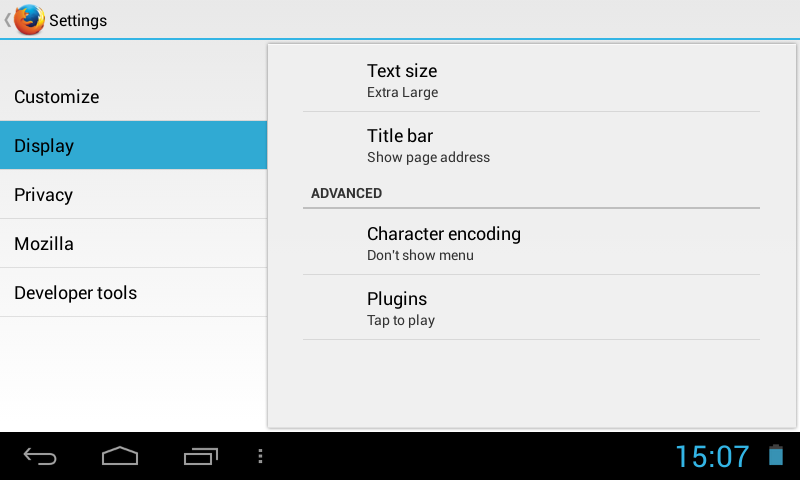 Settings
Customize
Display
Privacy
Mozilla
Developer tools
Text size
Extra Large
Title bar
Show page address
ADVANCED
Character encoding
Don't show menu
Plugins
Tap to play
15:07